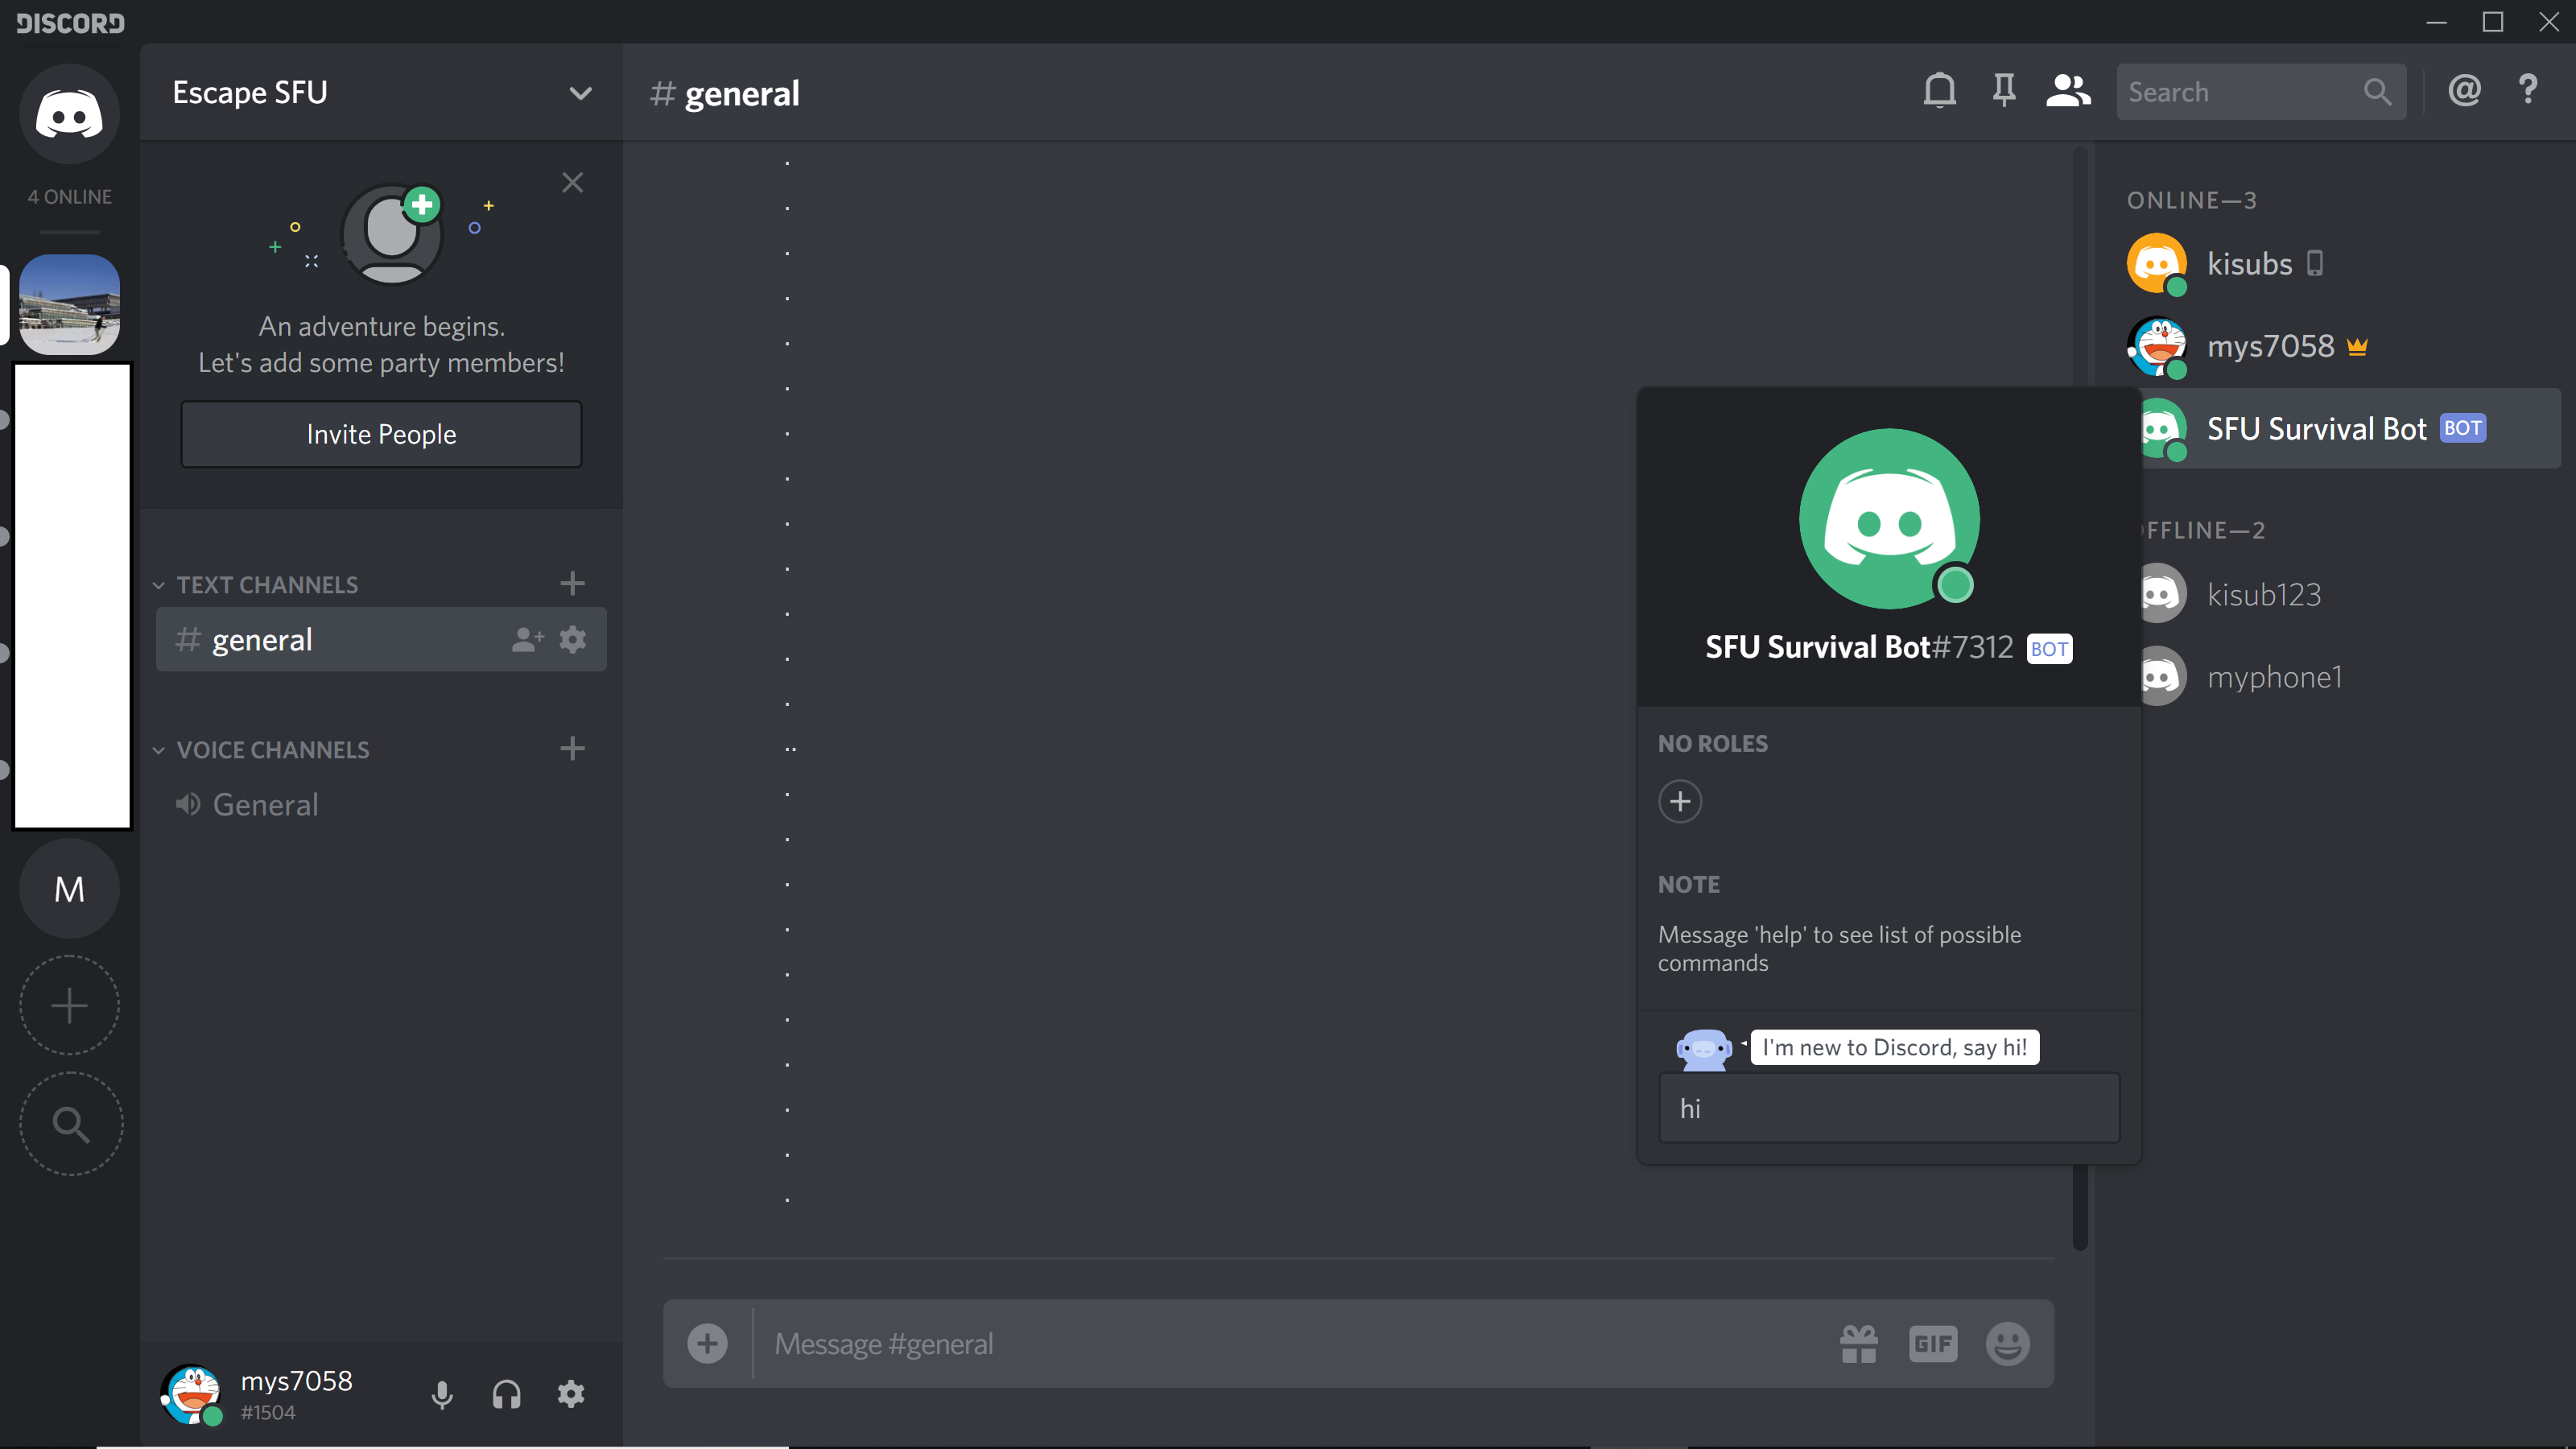 DISCORD
4 ONLINE
M
Escape SFU
An adventure begins.
Let's add some party members!
Invite People
TEXT CHANNELS
# general
VOICE CHANNELS
General
mys7058
#1504
# general
Search
@ ?
.
.
.
.
.
.
.
.
.
.
.
.
.
..
.
.
.
.
.
.
.
.
.
.
Message #general
GIF
SFU Survival Bot#7312 BOT
NO ROLES
NOTE
Message 'help' to see list of possible
commands
I'm new to Discord, say hi!
hi
ONLINE—3
kisubs
mys7058
SFU Survival Bot BOT
FFLINE—2
kisub123
myphone1